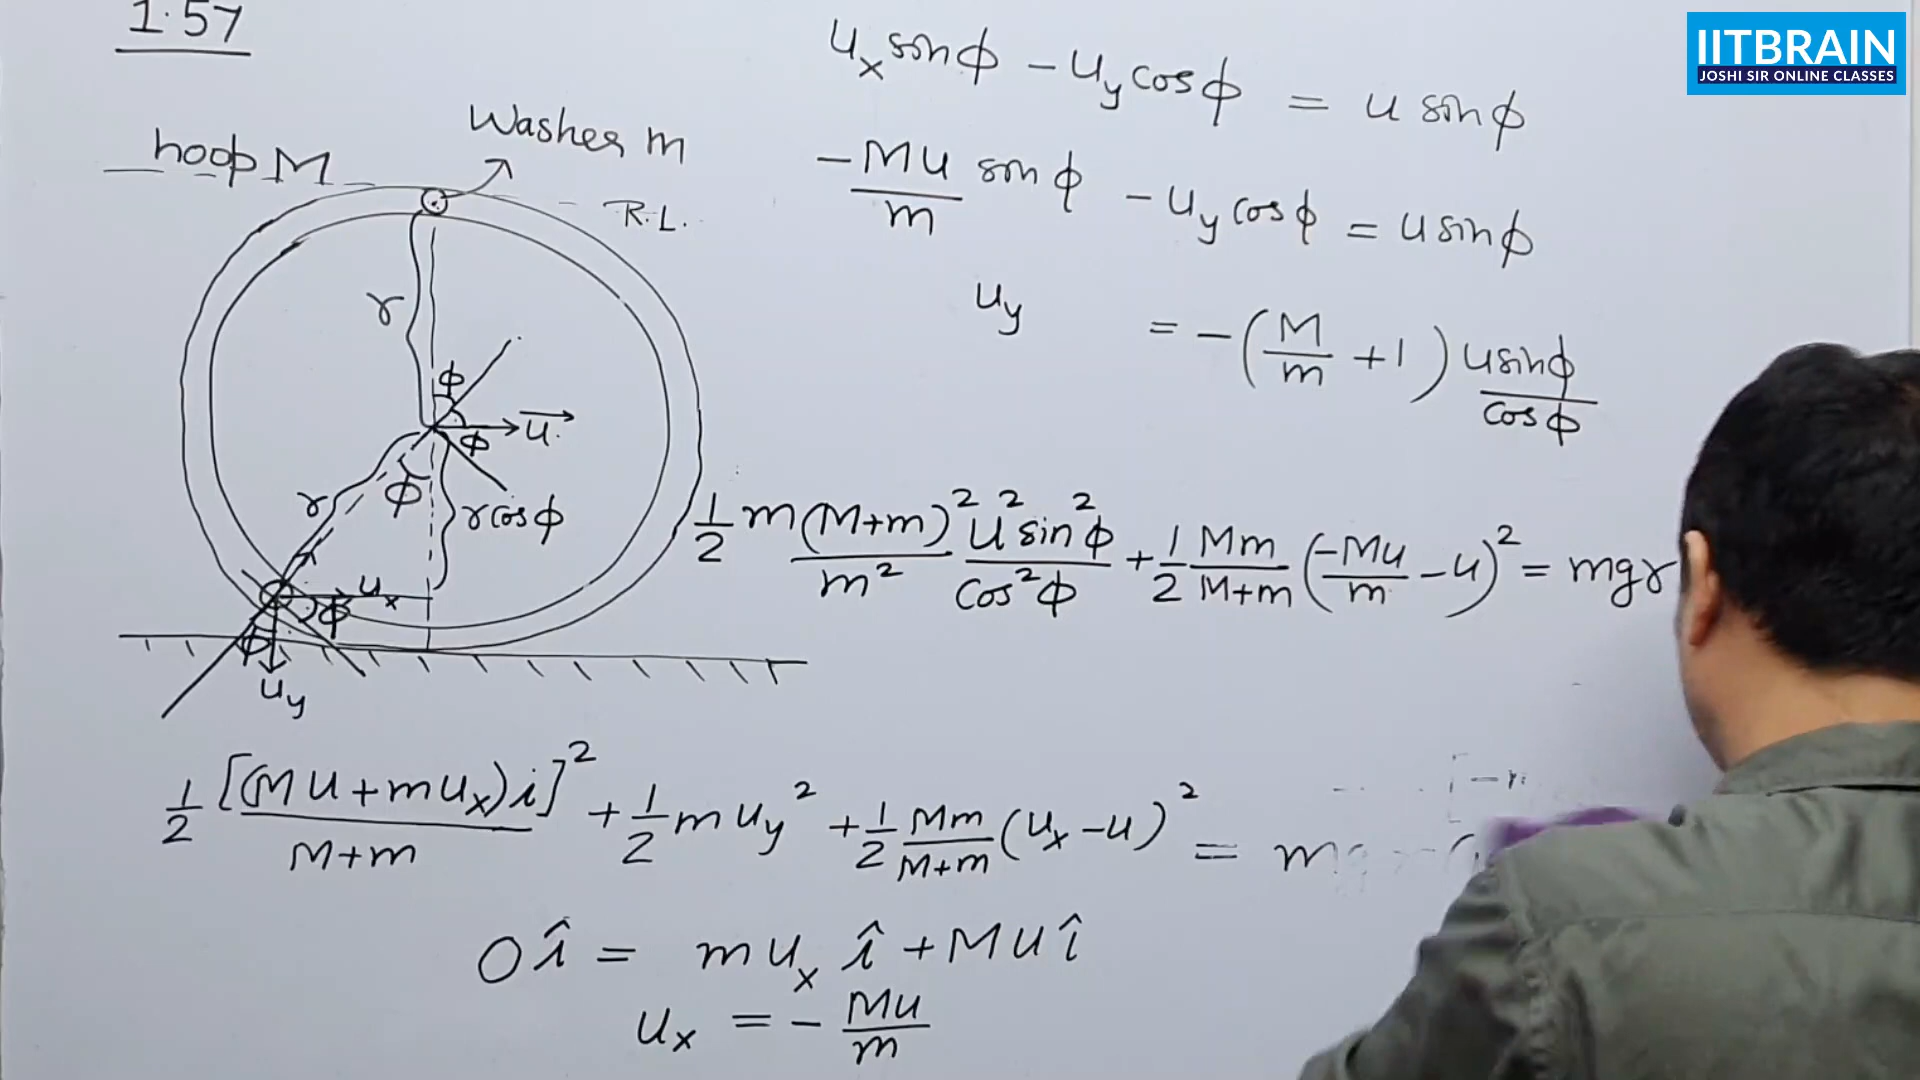 1.57
hoop M
Washer m
R.L.
r
ϕ
u⃗
ϕ
ϕ
r
r cos ϕ
u_x
ϕ
ϕ
u_y
u_x sin ϕ - u_y cos ϕ = u sin ϕ
-Mu/m sin ϕ - u_y cos ϕ = u sin ϕ
u_y = -(M/m + 1) u sin ϕ / cos ϕ
1/2 m (M+m)²/m² u² sin² ϕ / cos² ϕ + 1/2 Mm/(M+m) (-Mu/m - u)² = mgr
1/2 [(Mu + mu_x) i]² / (M+m) + 1/2 m u_y² + 1/2 Mm/(M+m) (u_x - u)² = m
0 î = m u_x î + M u î
u_x = - Mu/m
IITBRAIN
JOSHI SIR ONLINE CLASSES